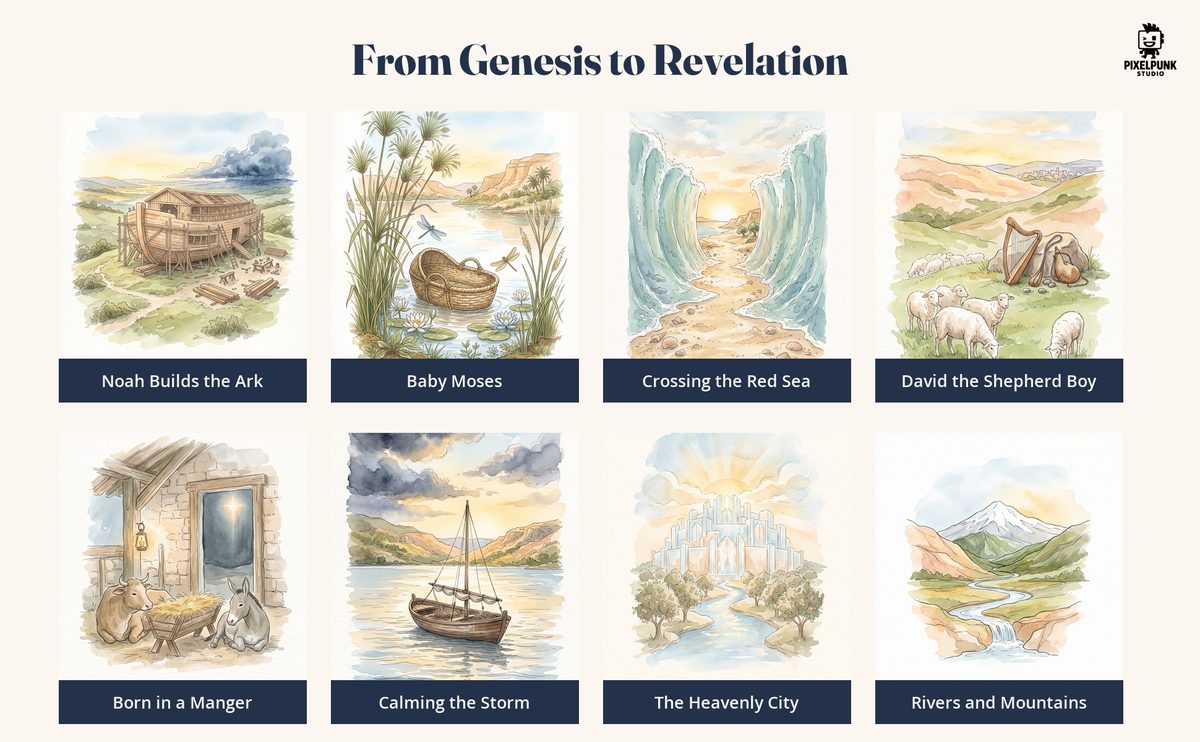 From Genesis to Revelation
PIXELPUNK
STUDIO
Noah Builds the Ark
Baby Moses
Crossing the Red Sea
David the Shepherd Boy
Born in a Manger
Calming the Storm
The Heavenly City
Rivers and Mountains